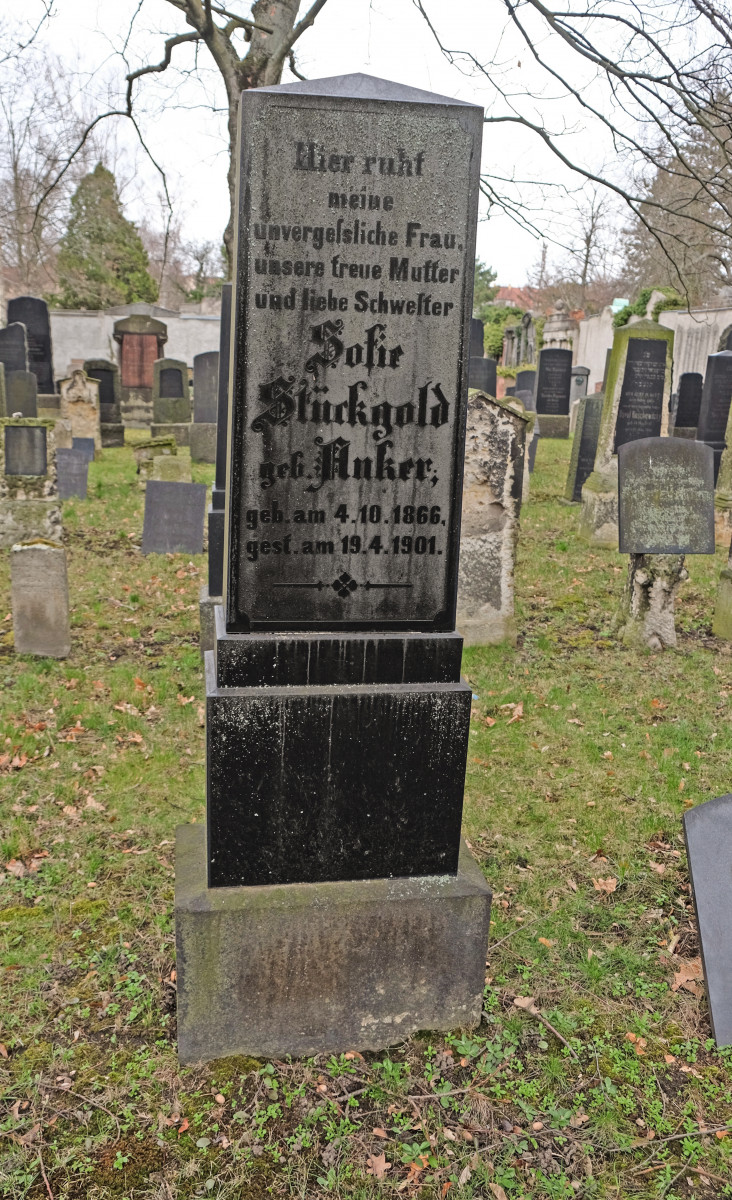 Hier ruht
meine
unvergeſsliche Frau,
unsere treue Mutter
und liebe Schweſter
Sofie
Stückgold
geb. Anker,
geb. am 4.10.1866,
geſt. am 19.4.1901.